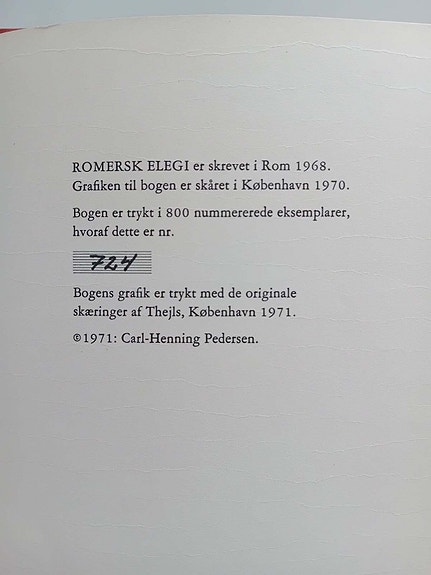 ROMERSK ELEGI er skrevet i Rom 1968.
Grafiken til bogen er skåret i København 1970.
Bogen er trykt i 800 nummererede eksemplarer,
hvoraf dette er nr.
724
Bogens grafik er trykt med de originale
skæringer af Thejls, København 1971.
©1971: Carl-Henning Pedersen.